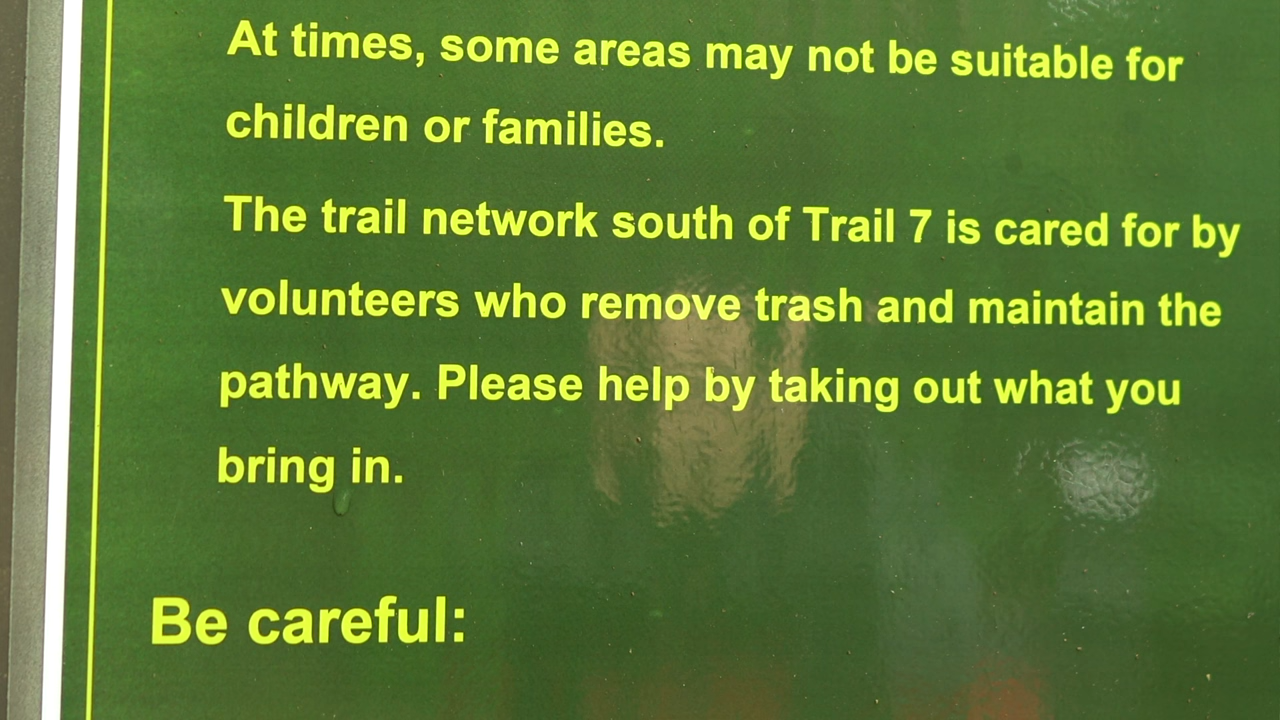 At times, some areas may not be suitable for
children or families.
The trail network south of Trail 7 is cared for by
volunteers who remove trash and maintain the
pathway. Please help by taking out what you
bring in.
Be careful: